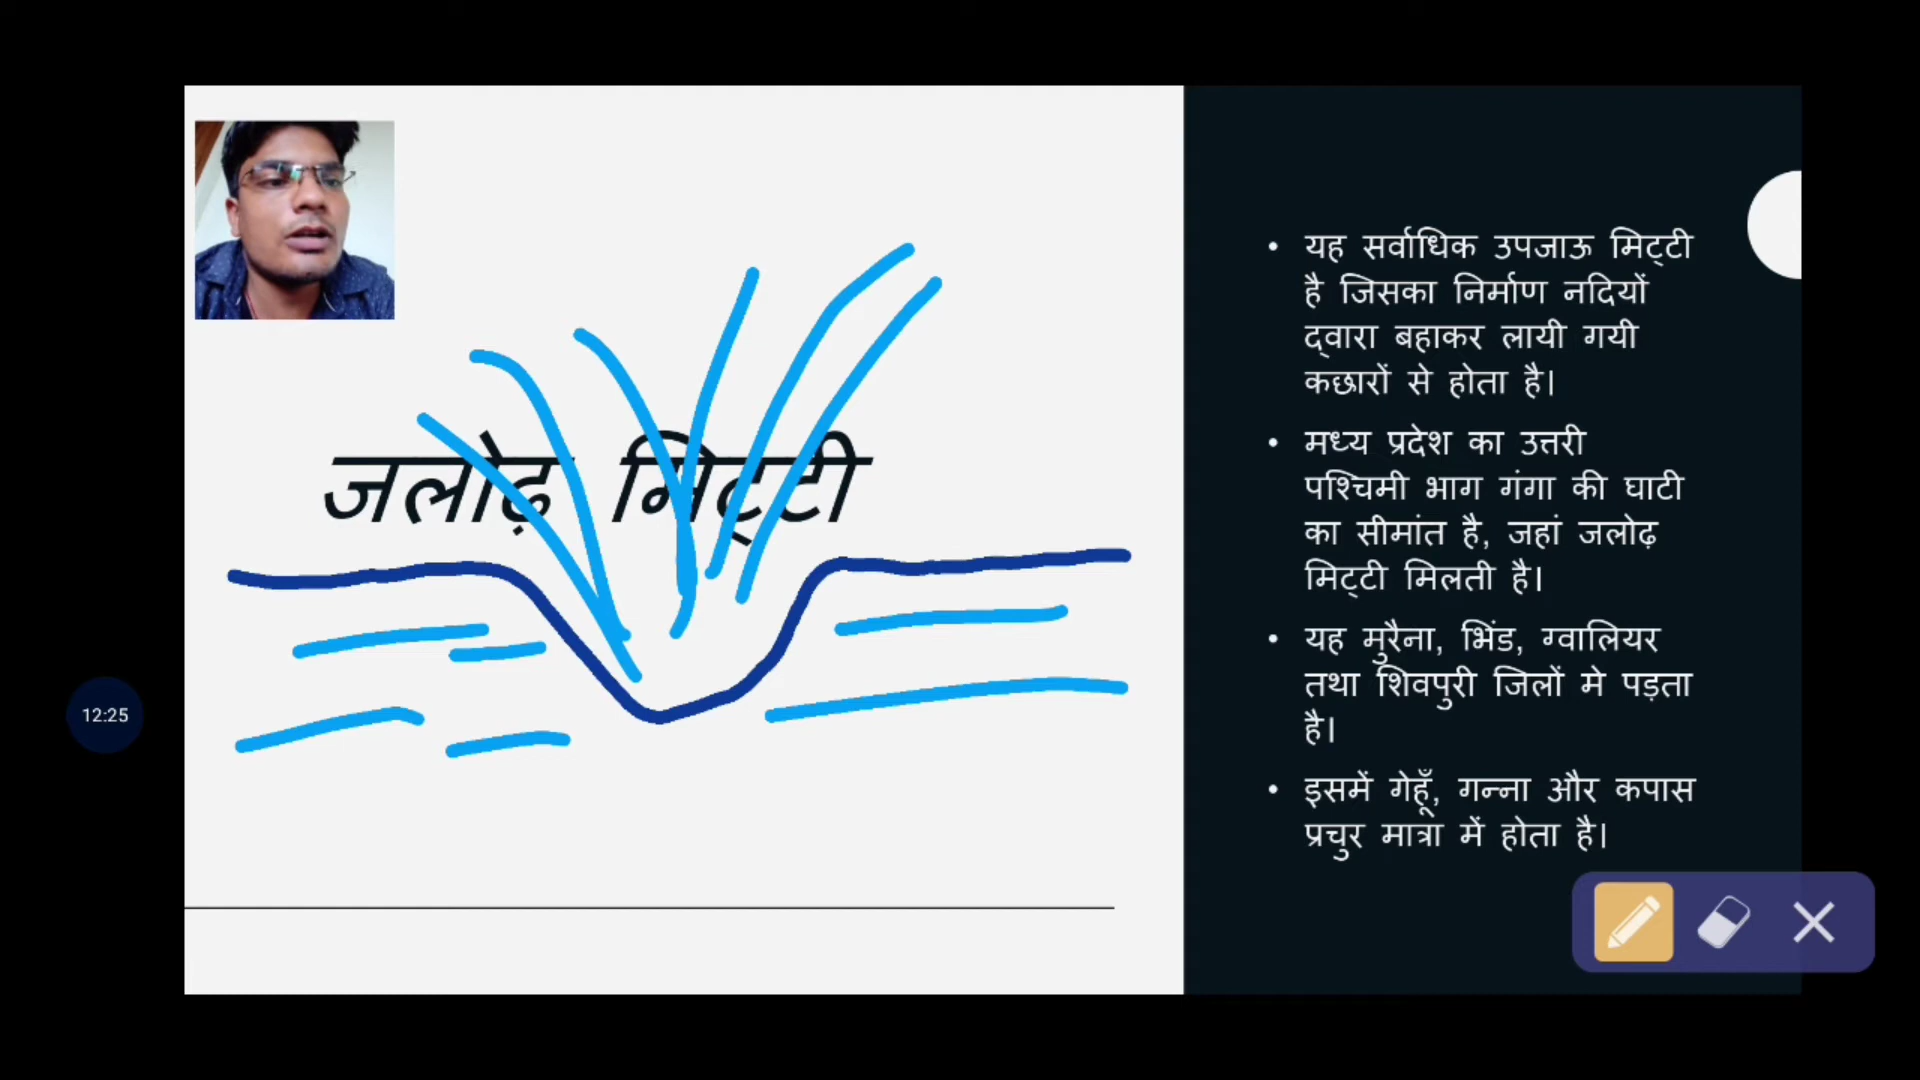 जलोढ़ मिट्टी
• यह सर्वाधिक उपजाऊ मिट्टी
है जिसका निर्माण नदियों
द्वारा बहाकर लायी गयी
कछारों से होता है।
• मध्य प्रदेश का उत्तरी
पश्चिमी भाग गंगा की घाटी
का सीमांत है, जहां जलोढ़
मिट्टी मिलती है।
• यह मुरैना, भिंड, ग्वालियर
तथा शिवपुरी जिलों मे पड़ता
है।
• इसमें गेहूँ, गन्ना और कपास
प्रचुर मात्रा में होता है।
12:25